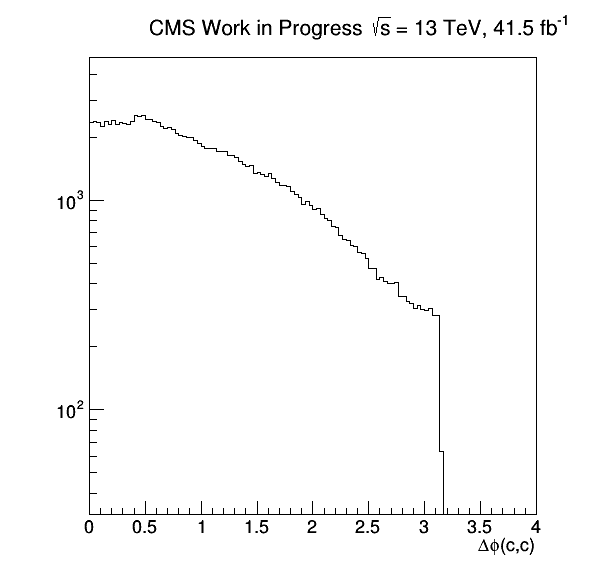 CMS Work in Progress √s = 13 TeV, 41.5 fb⁻¹
10³
10²
0 0.5 1 1.5 2 2.5 3 3.5 4
Δϕ(c,c)